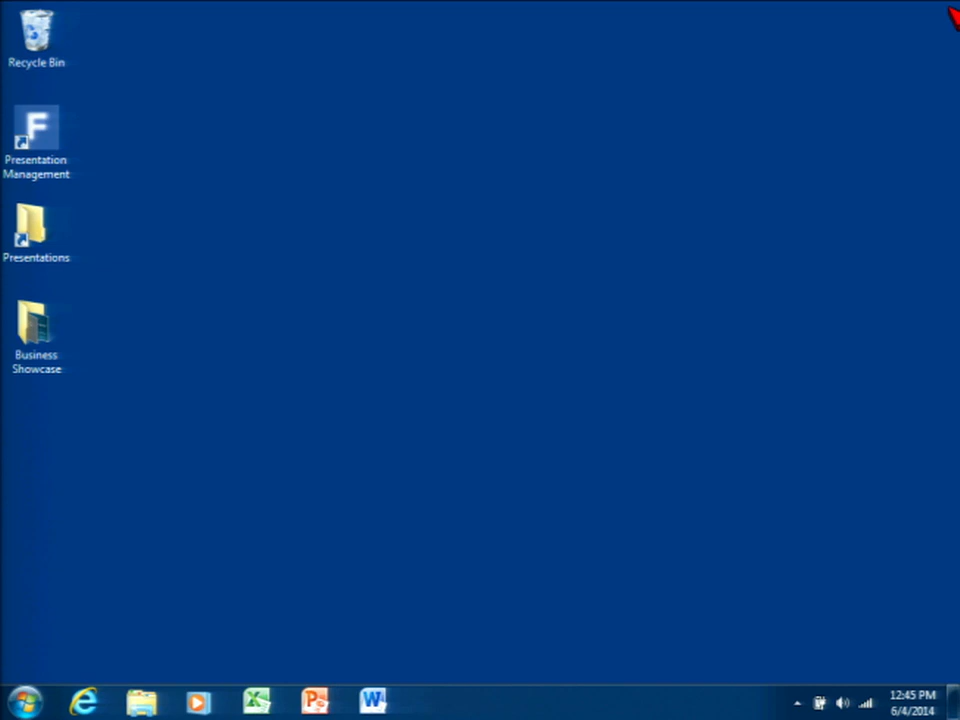 Recycle Bin
F
Presentation
Management
Presentations
Business
Showcase
12:45 PM
6/4/2014